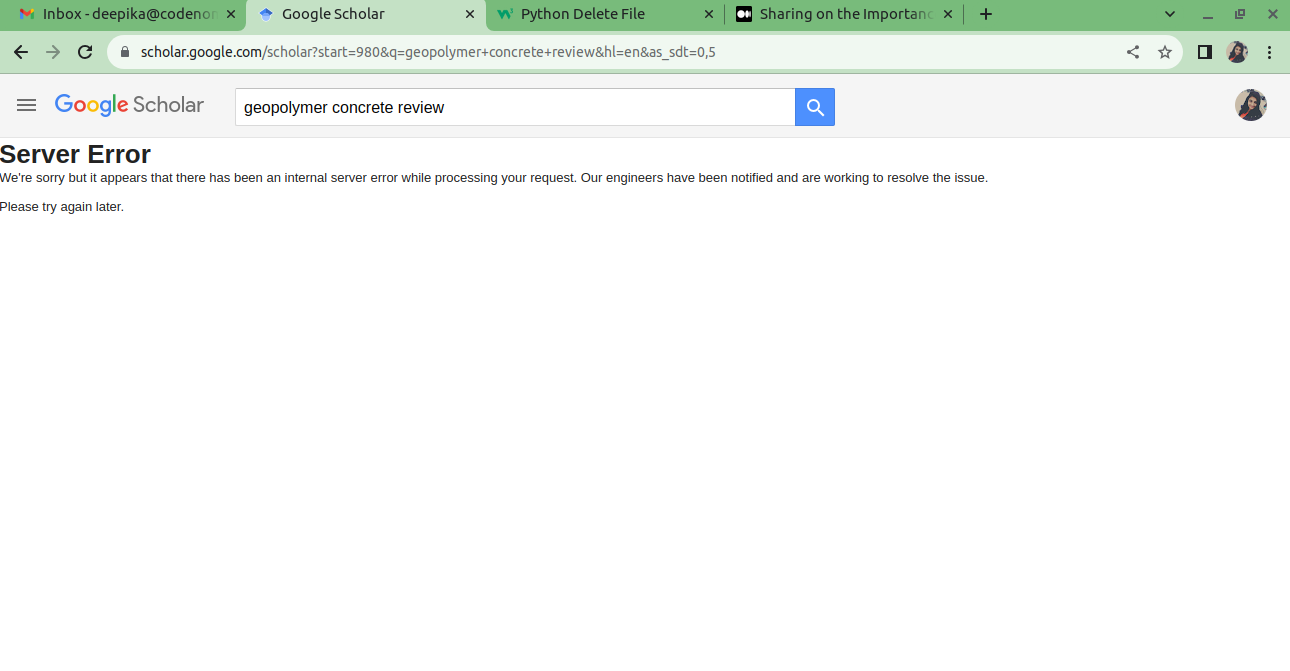 Inbox - deepika@codenon
Google Scholar
Python Delete File
Sharing on the Importanc
scholar.google.com/scholar?start=980&q=geopolymer+concrete+review&hl=en&as_sdt=0,5
Google Scholar
geopolymer concrete review
Server Error
We're sorry but it appears that there has been an internal server error while processing your request. Our engineers have been notified and are working to resolve the issue.
Please try again later.